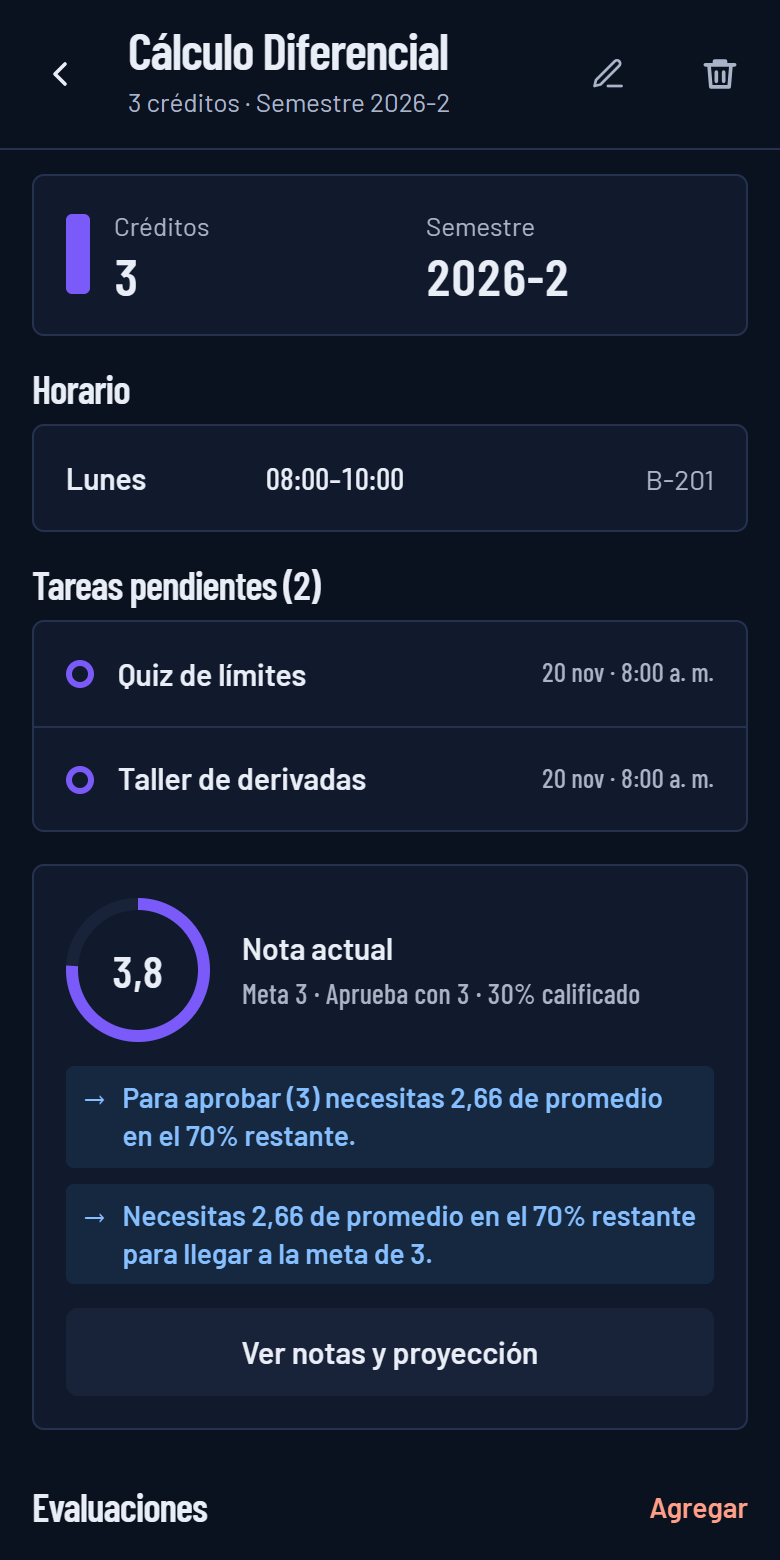 Cálculo Diferencial
3 créditos · Semestre 2026-2
Créditos
3
Semestre
2026-2
Horario
Lunes
08:00–10:00
B-201
Tareas pendientes (2)
Quiz de límites
20 nov · 8:00 a. m.
Taller de derivadas
20 nov · 8:00 a. m.
3,8
Nota actual
Meta 3 · Aprueba con 3 · 30% calificado
→ Para aprobar (3) necesitas 2,66 de promedio
en el 70% restante.
→ Necesitas 2,66 de promedio en el 70% restante
para llegar a la meta de 3.
Ver notas y proyección
Evaluaciones
Agregar